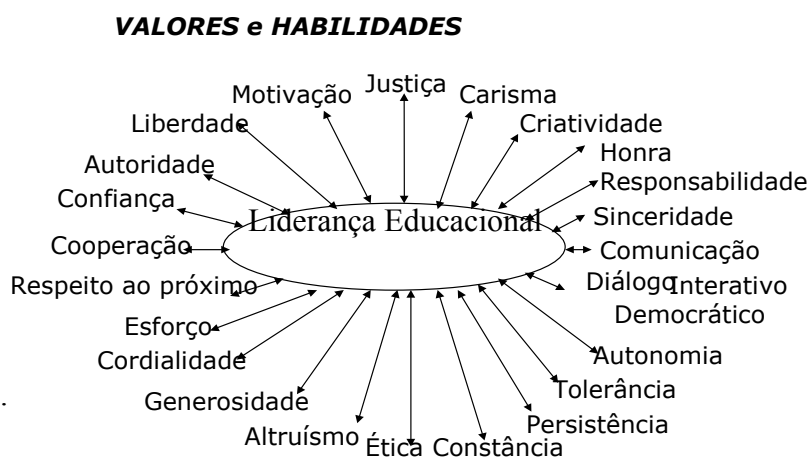 VALORES e HABILIDADES
Justiça
Motivação
Carisma
Liberdade
Criatividade
Honra
Autoridade
Responsabilidade
Confiança
Sinceridade
Liderança Educacional
Cooperação
Comunicação
Respeito ao próximo
Diálogo Interativo
Democrático
Esforço
Autonomia
Cordialidade
Tolerância
Generosidade
Persistência
Altruísmo
Ética Constância
.